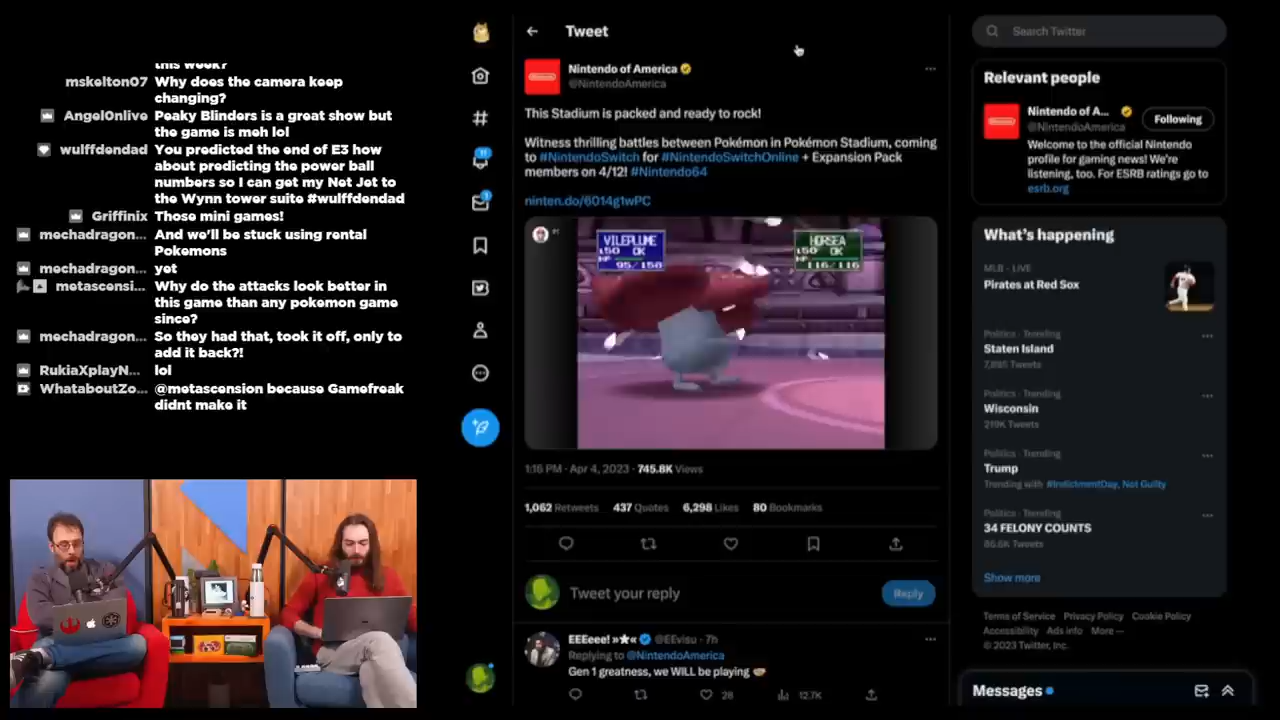 this week?
mskelton07 Why does the camera keep
changing?
Angel0nlive Peaky Blinders is a great show but
the game is meh lol
wulffdendad You predicted the end of E3 how
about predicting the power ball
numbers so I can get my Net Jet to
the Wynn tower suite #wulffdendad
Griffinix Those mini games!
mechadragon... And we'll be stuck using rental
Pokemons
mechadragon... yet
metascensi... Why do the attacks look better in
this game than any pokemon game
since?
mechadragon... So they had that, took it off, only to
add it back?!
RukiaXplayN... lol
WhataboutZo... @metascension because Gamefreak
didnt make it
Tweet
Nintendo of America
@NintendoAmerica
This Stadium is packed and ready to rock!
Witness thrilling battles between Pokémon in Pokémon Stadium, coming
to #NintendoSwitch for #NintendoSwitchOnline + Expansion Pack
members on 4/12! #Nintendo64
ninten.do/6014g1wPC
VILEPLUME
L50 OK
HP 95/150
HORSEA
L50 OK
HP 116/116
1:16 PM · Apr 4, 2023 · 745.8K Views
1,062 Retweets 437 Quotes 6,298 Likes 80 Bookmarks
Tweet your reply
Reply
EEEeee! »★« @EEvisu · 7h
Replying to @NintendoAmerica
Gen 1 greatness, we WILL be playing
28 12.7K
Search Twitter
Relevant people
Nintendo of A...
@NintendoAmerica
Following
Welcome to the official Nintendo
profile for gaming news! We're
listening, too. For ESRB ratings go to
esrb.org
What's happening
MLB · LIVE
Pirates at Red Sox
Politics · Trending
Staten Island
Politics · Trending
Wisconsin
219K Tweets
Politics · Trending
Trump
Trending with #IndictmentDay, Not Guilty
Politics · Trending
34 FELONY COUNTS
86.6K Tweets
Show more
Terms of Service Privacy Policy Cookie Policy
Accessibility Ads info More ···
© 2023 Twitter, Inc.
Messages